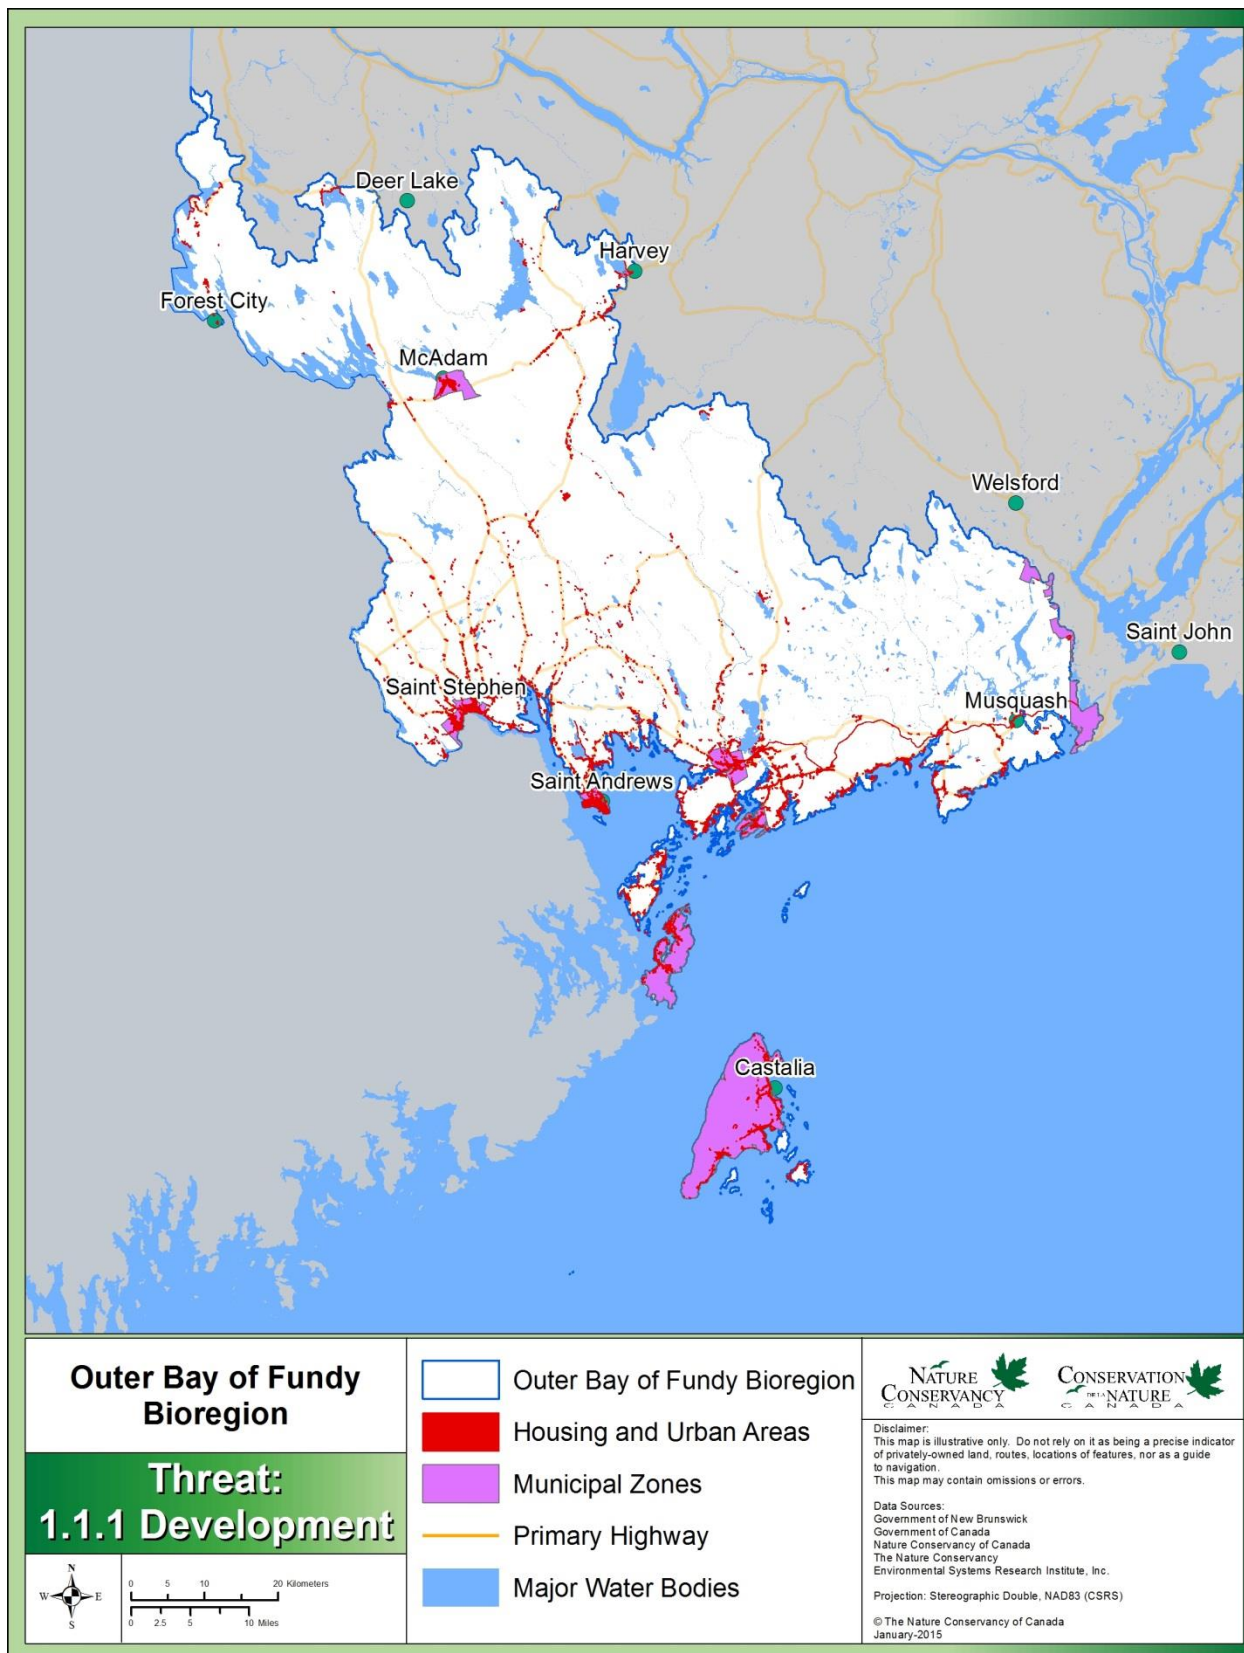 Deer Lake
Harvey
Forest City
McAdam
Welsford
Saint John
Saint Stephen
Musquash
Saint Andrews
Castalia
Outer Bay of Fundy
Bioregion
Threat:
1.1.1 Development
N
W E
S
0 5 10 20 Kilometers
0 2.5 5 10 Miles
Outer Bay of Fundy Bioregion
Housing and Urban Areas
Municipal Zones
Primary Highway
Major Water Bodies
NATURE
CONSERVANCY
CANADA
CONSERVATION
DE LA NATURE
CANADA
Disclaimer:
This map is illustrative only. Do not rely on it as being a precise indicator
of privately-owned land, routes, locations of features, nor as a guide
to navigation.
This map may contain omissions or errors.
Data Sources:
Government of New Brunswick
Government of Canada
Nature Conservancy of Canada
The Nature Conservancy
Environmental Systems Research Institute, Inc.
Projection: Stereographic Double, NAD83 (CSRS)
© The Nature Conservancy of Canada
January-2015